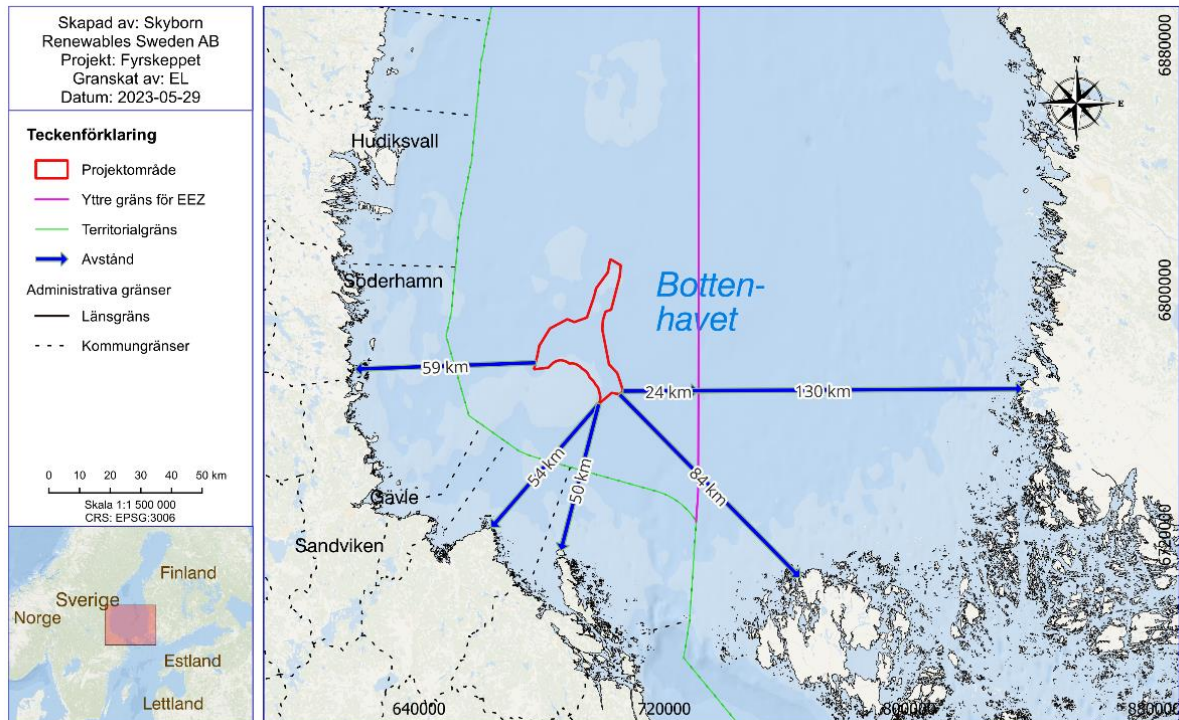 Skapad av: Skyborn
Renewables Sweden AB
Projekt: Fyrskeppet
Granskat av: EL
Datum: 2023-05-29
Teckenförklaring
Projektområde
Yttre gräns för EEZ
Territorialgräns
Avstånd
Administrativa gränser
Länsgräns
Kommungränser
0 10 20 30 40 50 km
Skala 1:1 500 000
CRS: EPSG:3006
Finland
Sverige
Norge
Estland
Lettland
N
W E
S
6880000
Hudiksvall
Söderhamn
Botten-
havet
6800000
59 km
24 km
130 km
54 km
50 km
84 km
Gävle
Sandviken
6720000
640000
720000
800000
880000